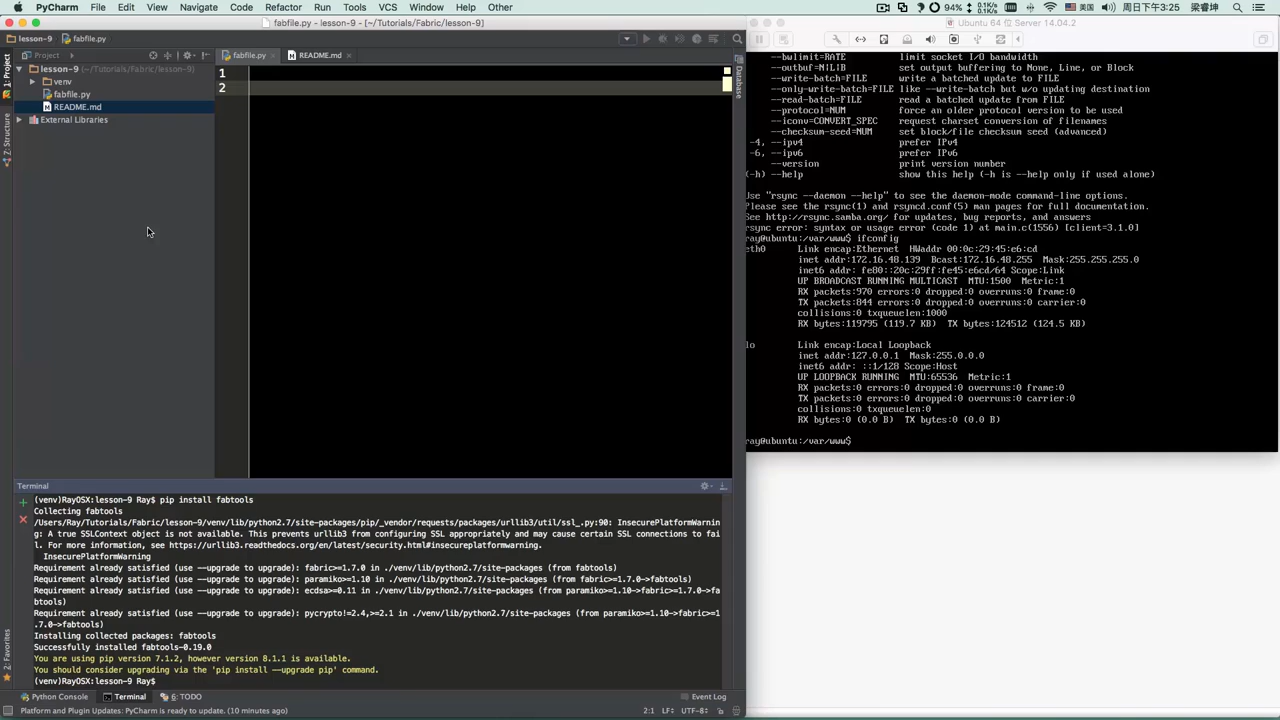 PyCharm File Edit View Navigate Code Refactor Run Tools VCS Window Help Other
94% 0.1K/s 0.1K/s 周日下午3:25 梁睿坤
fabfile.py - lesson-9 - [~/Tutorials/Fabric/lesson-9]
Ubuntu 64 位 Server 14.04.2
lesson-9 fabfile.py
Project
fabfile.py README.md
1: Project
lesson-9 (~/Tutorials/Fabric/lesson-9)
venv
fabfile.py
README.md
External Libraries
Z: Structure
2: Favorites
1
2
Database
--bwlimit=RATE limit socket I/O bandwidth
--outbuf=N|L|B set output buffering to None, Line, or Block
--write-batch=FILE write a batched update to FILE
--only-write-batch=FILE like --write-batch but w/o updating destination
--read-batch=FILE read a batched update from FILE
--protocol=NUM force an older protocol version to be used
--iconv=CONVERT_SPEC request charset conversion of filenames
--checksum-seed=NUM set block/file checksum seed (advanced)
-4, --ipv4 prefer IPv4
-6, --ipv6 prefer IPv6
--version print version number
(-h) --help show this help (-h is --help only if used alone)
Use "rsync --daemon --help" to see the daemon-mode command-line options.
Please see the rsync(1) and rsyncd.conf(5) man pages for full documentation.
See http://rsync.samba.org/ for updates, bug reports, and answers
rsync error: syntax or usage error (code 1) at main.c(1556) [client=3.1.0]
ray@ubuntu:/var/www$ ifconfig
eth0 Link encap:Ethernet HWaddr 00:0c:29:45:e6:cd
inet addr:172.16.48.139 Bcast:172.16.48.255 Mask:255.255.255.0
inet6 addr: fe80::20c:29ff:fe45:e6cd/64 Scope:Link
UP BROADCAST RUNNING MULTICAST MTU:1500 Metric:1
RX packets:970 errors:0 dropped:0 overruns:0 frame:0
TX packets:844 errors:0 dropped:0 overruns:0 carrier:0
collisions:0 txqueuelen:1000
RX bytes:119795 (119.7 KB) TX bytes:124512 (124.5 KB)
lo Link encap:Local Loopback
inet addr:127.0.0.1 Mask:255.0.0.0
inet6 addr: ::1/128 Scope:Host
UP LOOPBACK RUNNING MTU:65536 Metric:1
RX packets:0 errors:0 dropped:0 overruns:0 frame:0
TX packets:0 errors:0 dropped:0 overruns:0 carrier:0
collisions:0 txqueuelen:0
RX bytes:0 (0.0 B) TX bytes:0 (0.0 B)
ray@ubuntu:/var/www$
Terminal
(venv)RayOSX:lesson-9 Ray$ pip install fabtools
Collecting fabtools
/Users/Ray/Tutorials/Fabric/lesson-9/venv/lib/python2.7/site-packages/pip/_vendor/requests/packages/urllib3/util/ssl_.py:90: InsecurePlatformWarnin
g: A true SSLContext object is not available. This prevents urllib3 from configuring SSL appropriately and may cause certain SSL connections to fai
l. For more information, see https://urllib3.readthedocs.org/en/latest/security.html#insecureplatformwarning.
InsecurePlatformWarning
Requirement already satisfied (use --upgrade to upgrade): fabric>=1.7.0 in ./venv/lib/python2.7/site-packages (from fabtools)
Requirement already satisfied (use --upgrade to upgrade): paramiko>=1.10 in ./venv/lib/python2.7/site-packages (from fabric>=1.7.0->fabtools)
Requirement already satisfied (use --upgrade to upgrade): ecdsa>=0.11 in ./venv/lib/python2.7/site-packages (from paramiko>=1.10->fabric>=1.7.0->fa
btools)
Requirement already satisfied (use --upgrade to upgrade): pycrypto!=2.4,>=2.1 in ./venv/lib/python2.7/site-packages (from paramiko>=1.10->fabric>=1
.7.0->fabtools)
Installing collected packages: fabtools
Successfully installed fabtools-0.19.0
You are using pip version 7.1.2, however version 8.1.1 is available.
You should consider upgrading via the 'pip install --upgrade pip' command.
(venv)RayOSX:lesson-9 Ray$
Python Console Terminal 6: TODO Event Log
Platform and Plugin Updates: PyCharm is ready to update. (10 minutes ago) 2:1 LF÷ UTF-8÷